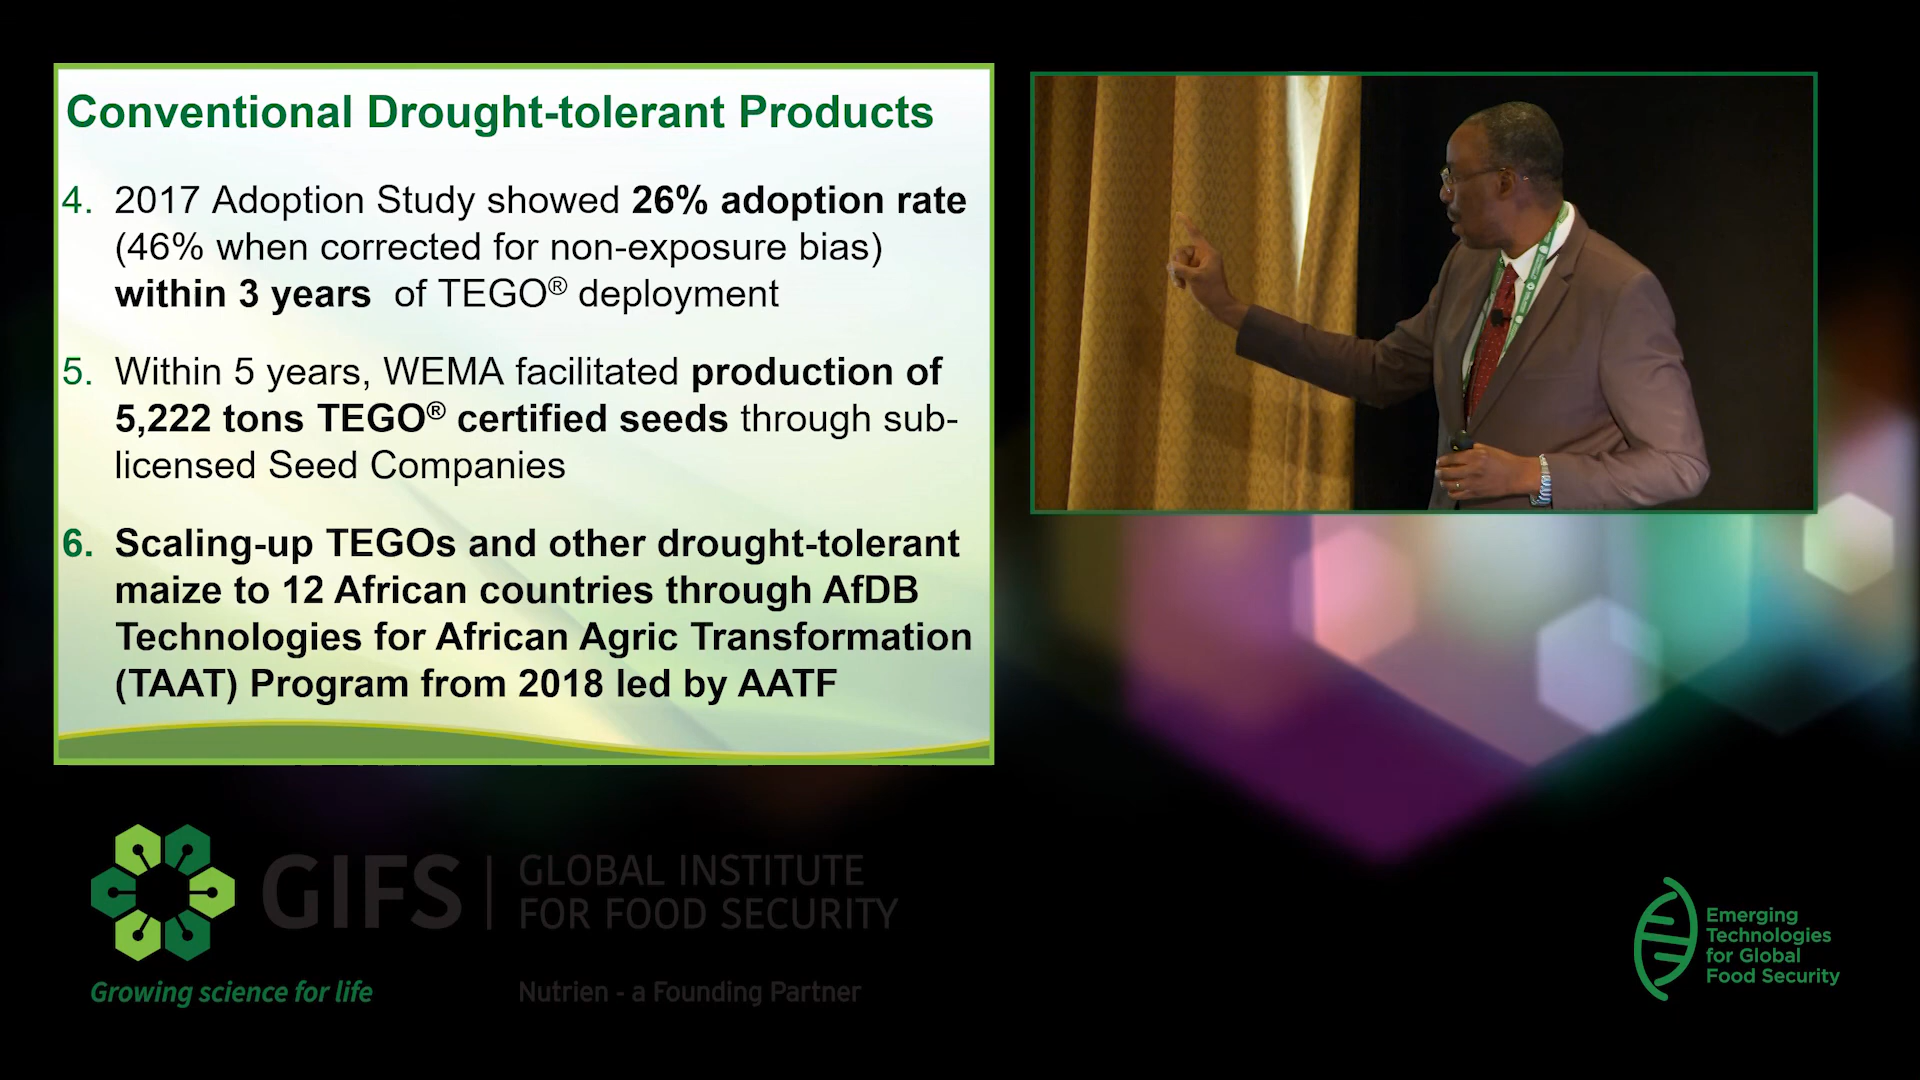 Conventional Drought-tolerant Products
4. 2017 Adoption Study showed 26% adoption rate
(46% when corrected for non-exposure bias)
within 3 years of TEGO® deployment
5. Within 5 years, WEMA facilitated production of
5,222 tons TEGO® certified seeds through sub-
licensed Seed Companies
6. Scaling-up TEGOs and other drought-tolerant
maize to 12 African countries through AfDB
Technologies for African Agric Transformation
(TAAT) Program from 2018 led by AATF
GIFS
GLOBAL INSTITUTE
FOR FOOD SECURITY
Growing science for life
Nutrien - a Founding Partner
Emerging
Technologies
for Global
Food Security